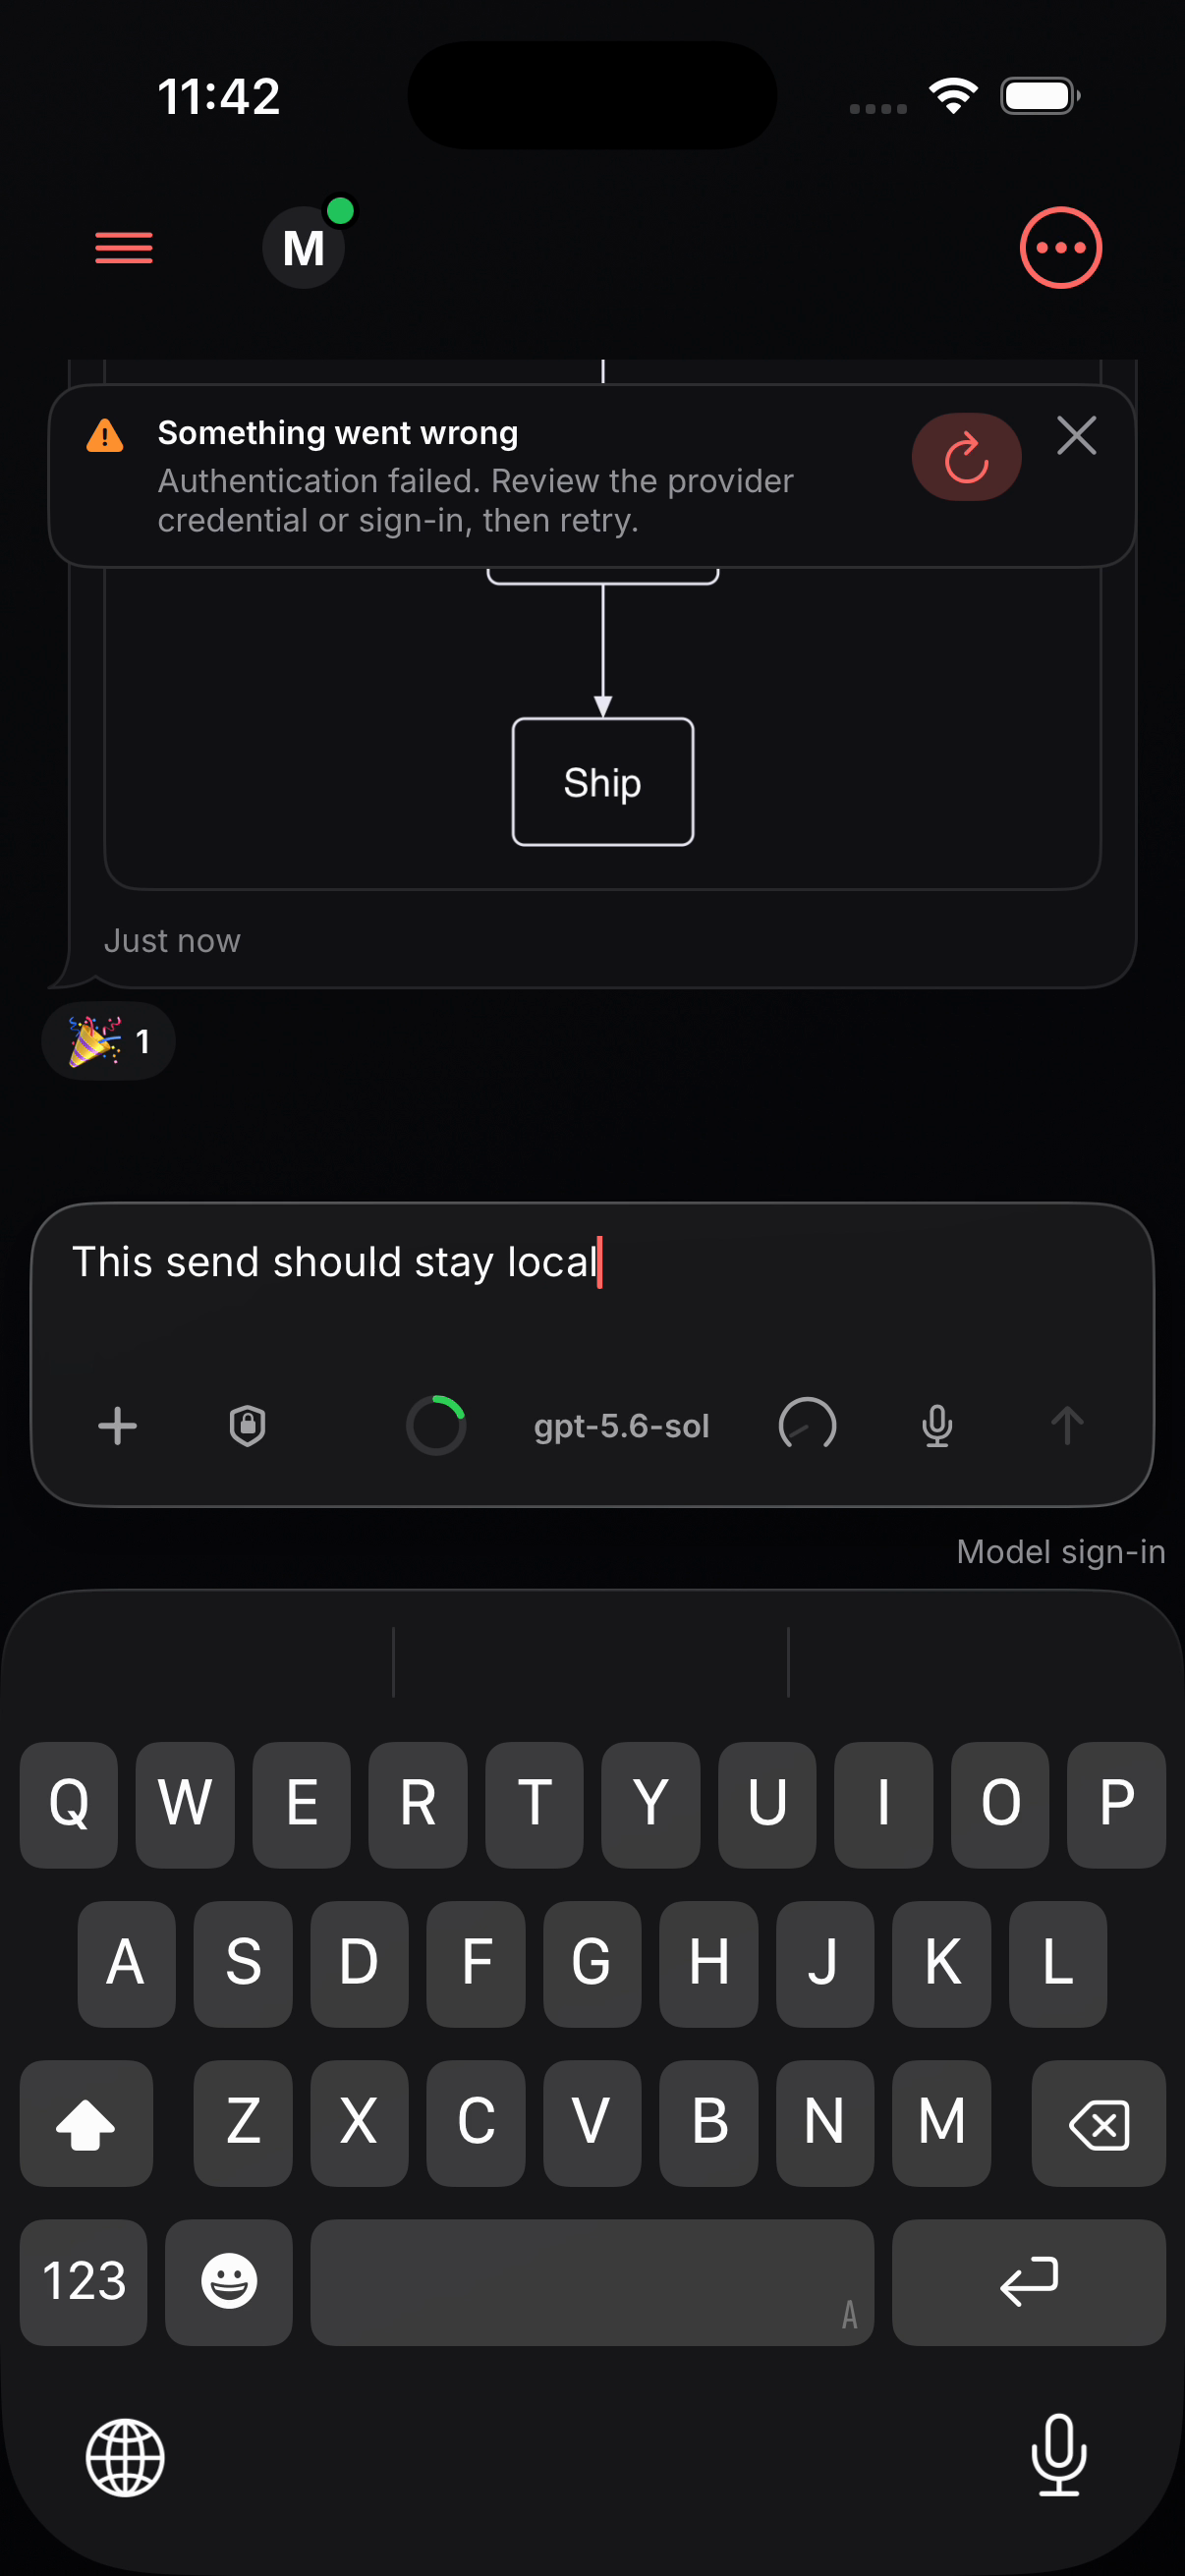 11:42
M
Something went wrong
Authentication failed. Review the provider
credential or sign-in, then retry.
Ship
Just now
🎉 1
This send should stay local
gpt-5.6-sol
Model sign-in
Q W E R T Y U I O P
A S D F G H J K L
Z X C V B N M
123
A